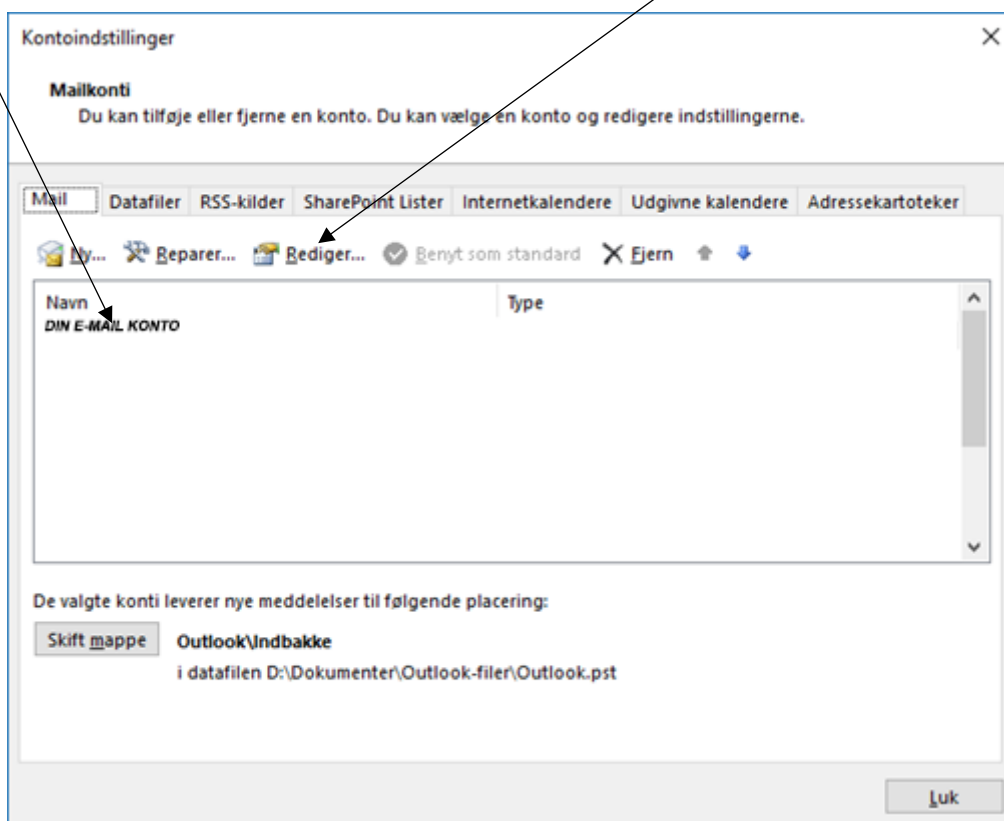 Kontoindstillinger
Mailkonti
Du kan tilføje eller fjerne en konto. Du kan vælge en konto og redigere indstillingerne.
Mail Datafiler RSS-kilder SharePoint Lister Internetkalendere Udgivne kalendere Adressekartoteker
Ny... Reparer... Rediger... Benyt som standard Fjern
Navn Type
DIN E-MAIL KONTO
De valgte konti leverer nye meddelelser til følgende placering:
Skift mappe Outlook\Indbakke
i datafilen D:\Dokumenter\Outlook-filer\Outlook.pst
Luk